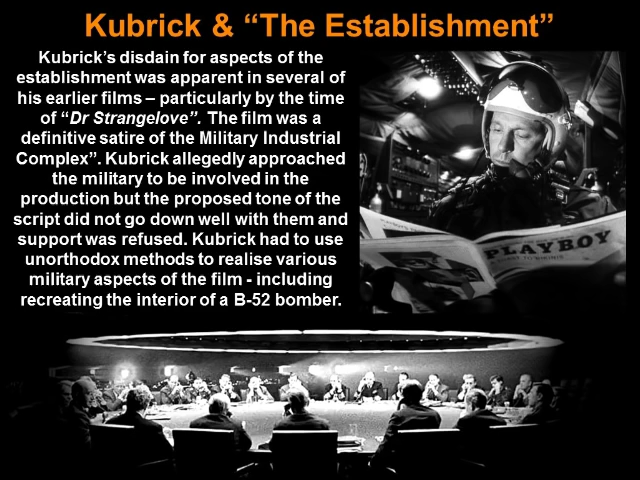 Kubrick & “The Establishment”
Kubrick’s disdain for aspects of the
establishment was apparent in several of
his earlier films – particularly by the time
of “Dr Strangelove”. The film was a
definitive satire of the Military Industrial
Complex”. Kubrick allegedly approached
the military to be involved in the
production but the proposed tone of the
script did not go down well with them and
support was refused. Kubrick had to use
unorthodox methods to realise various
military aspects of the film - including
recreating the interior of a B-52 bomber.
PLAYBOY